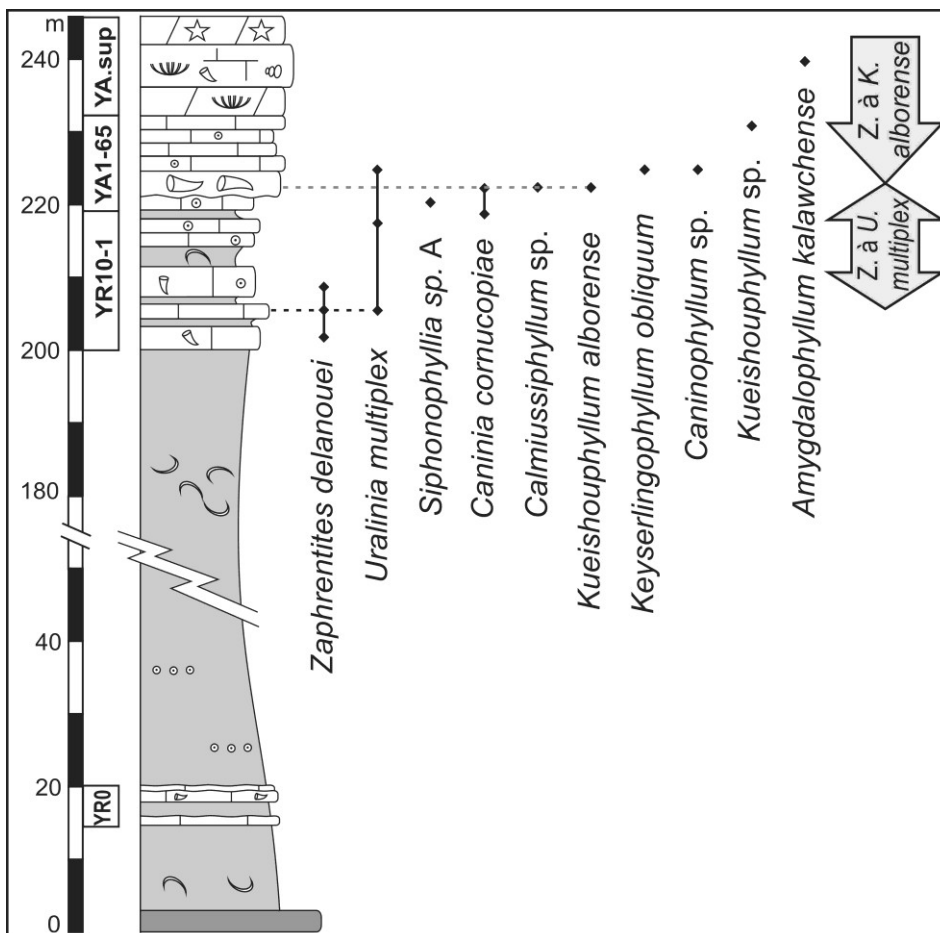 m
240
220
200
180
40
20
0
YA.sup
YA1-65
YR10-1
YR0
Zaphrentites delanouei
Uralinia multiplex
Siphonophyllia sp. A
Caninia cornucopiae
Calmiussiphyllum sp.
Kueishouphyllum alborense
Keyserlingophyllum obliquum
Caninophyllum sp.
Kueishouphyllum sp.
Amygdalophyllum kalawchense
Z. à K.
alborense
Z. à U.
multiplex